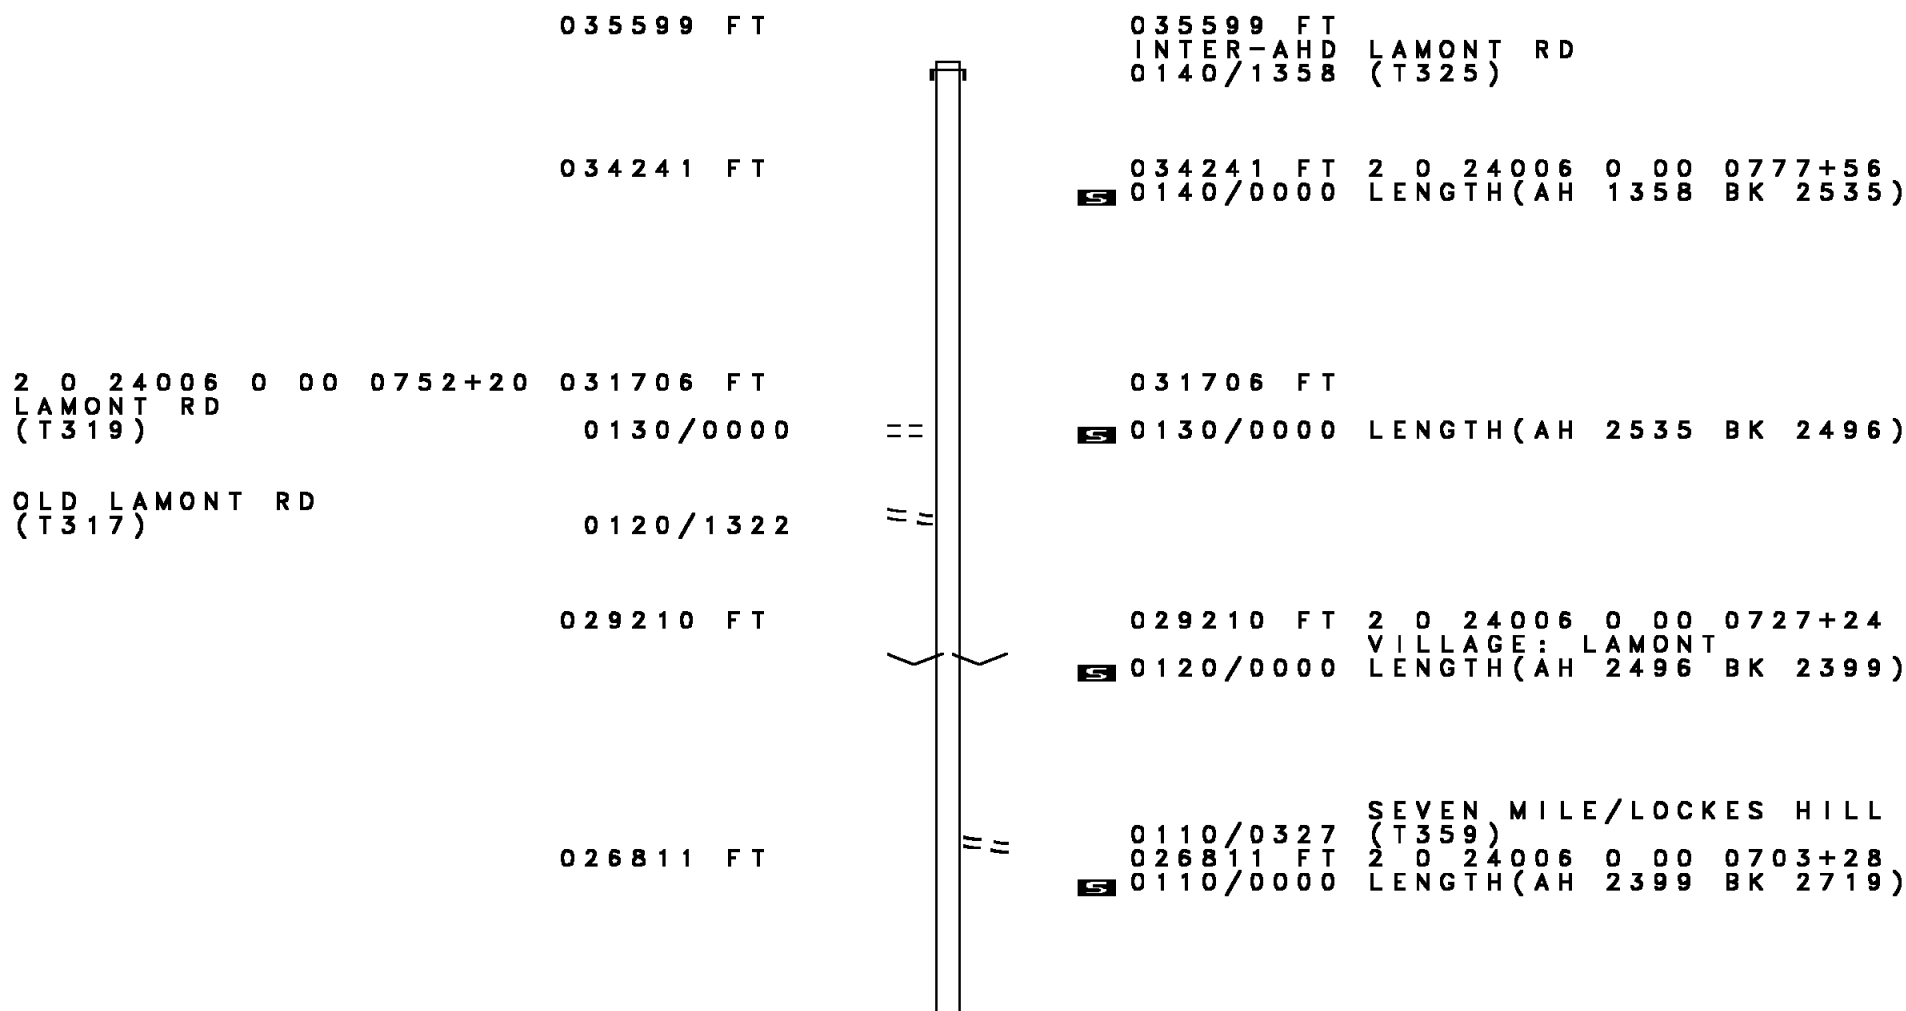 035599 FT 035599 FT
INTER-AHD LAMONT RD
0140/1358 (T325)
034241 FT 034241 FT 2 0 24006 0 00 0777+56
S 0140/0000 LENGTH(AH 1358 BK 2535)
2 0 24006 0 00 0752+20 031706 FT 031706 FT
LAMONT RD
(T319) 0130/0000 S 0130/0000 LENGTH(AH 2535 BK 2496)
OLD LAMONT RD
(T317) 0120/1322
029210 FT 029210 FT 2 0 24006 0 00 0727+24
VILLAGE: LAMONT
S 0120/0000 LENGTH(AH 2496 BK 2399)
SEVEN MILE/LOCKES HILL
0110/0327 (T359)
026811 FT 026811 FT 2 0 24006 0 00 0703+28
S 0110/0000 LENGTH(AH 2399 BK 2719)